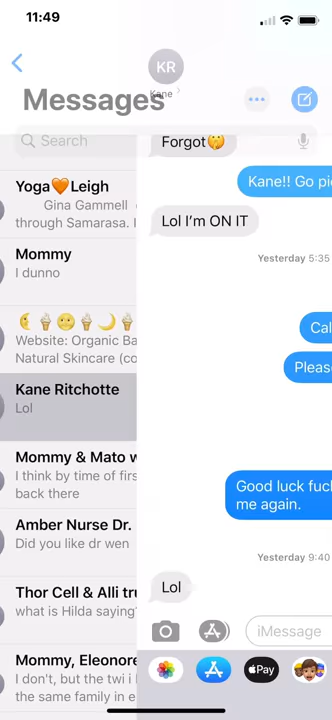 11:49
KR
Kane
Messages
Search
Forgot🤫
Yoga🧡Leigh
Gina Gammell
through Samarasa. I
Kane!! Go pi
Lol I'm ON IT
Mommy
I dunno
Yesterday 5:35
🌛🍦🌝🍦🌙🍦
Website: Organic Ba
Natural Skincare (co
Cal
Please
Kane Ritchotte
Lol
Mommy & Mato w
I think by time of firs
back there
Good luck fuc
me again.
Amber Nurse Dr.
Did you like dr wen
Yesterday 9:40
Lol
Thor Cell & Alli tru
what is Hilda saying?
iMessage
Mommy, Eleonore
I don't, but the twi i l
the same family in e
Pay